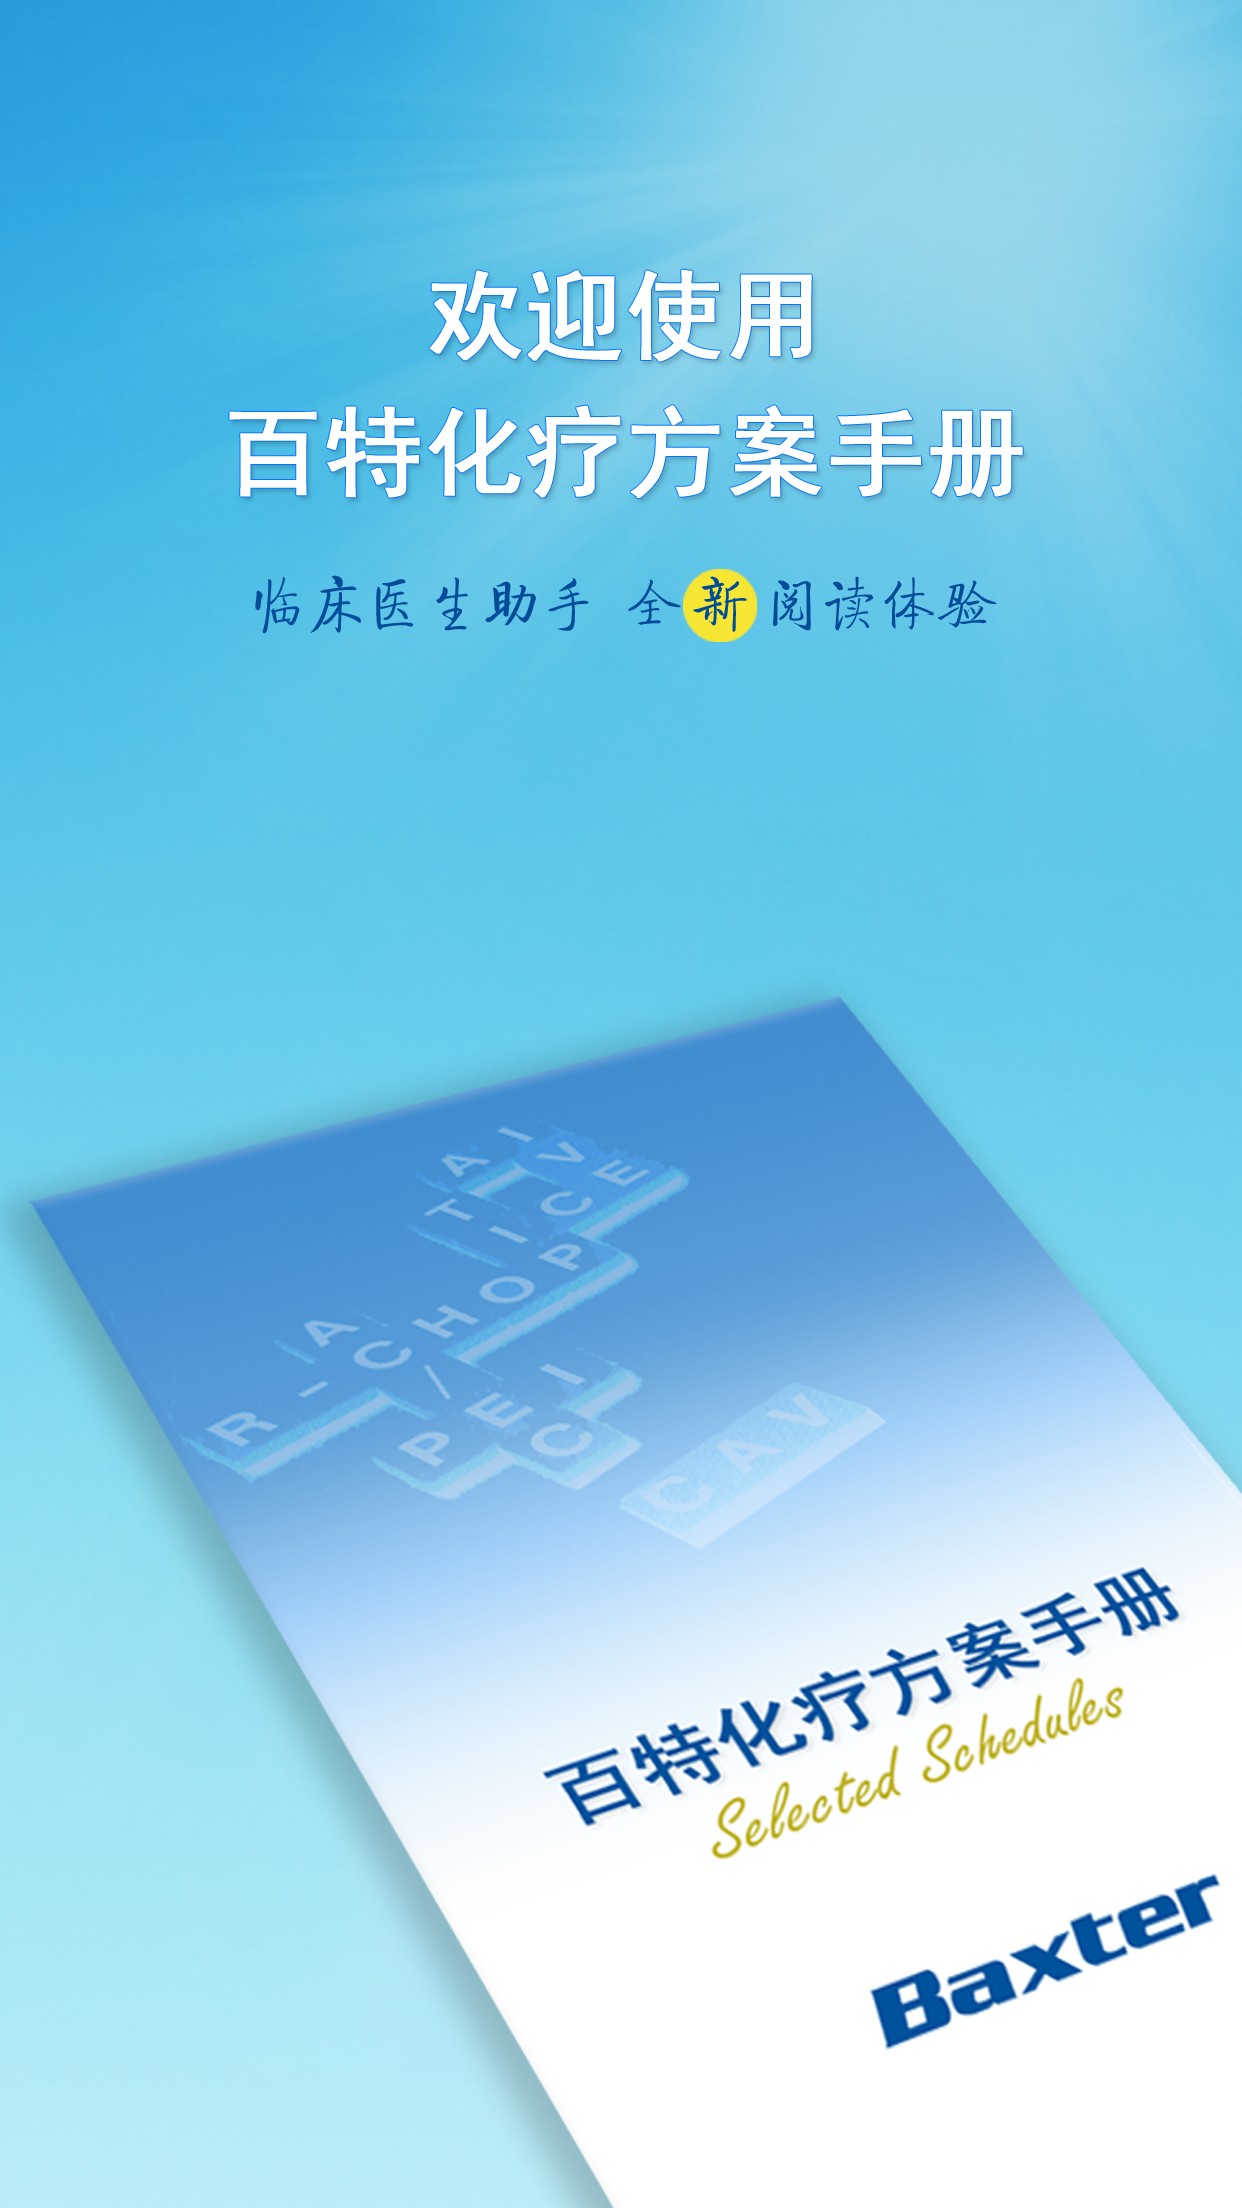 欢迎使用
百特化疗方案手册
临床医生助手 全新阅读体验
A I
T I V
R - I C H O P I C E
A
/
P E I
C
C A V
百特化疗方案手册
Selected Schedules
Baxter